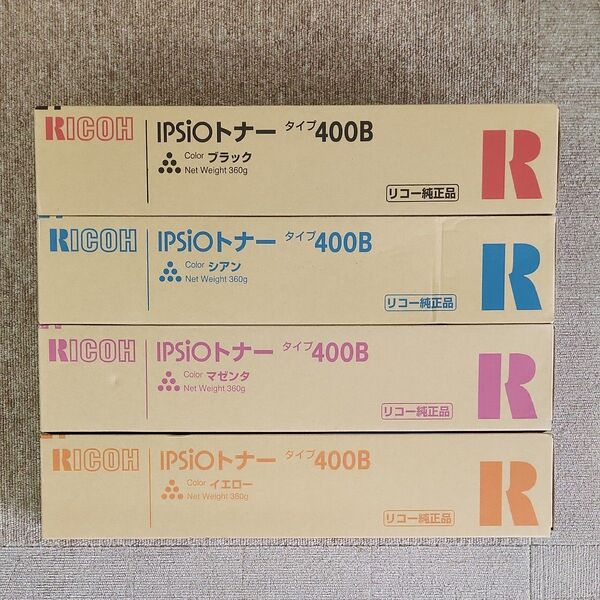 RICOH
IPSiOトナー タイプ400B
Color ブラック
Net Weight 360g
リコー純正品
R
RICOH
IPSiOトナー タイプ400B
Color シアン
Net Weight 360g
リコー純正品
R
RICOH
IPSiOトナー タイプ400B
Color マゼンタ
Net Weight 360g
リコー純正品
R
RICOH
IPSiOトナー タイプ400B
Color イエロー
Net Weight 360g
リコー純正品
R